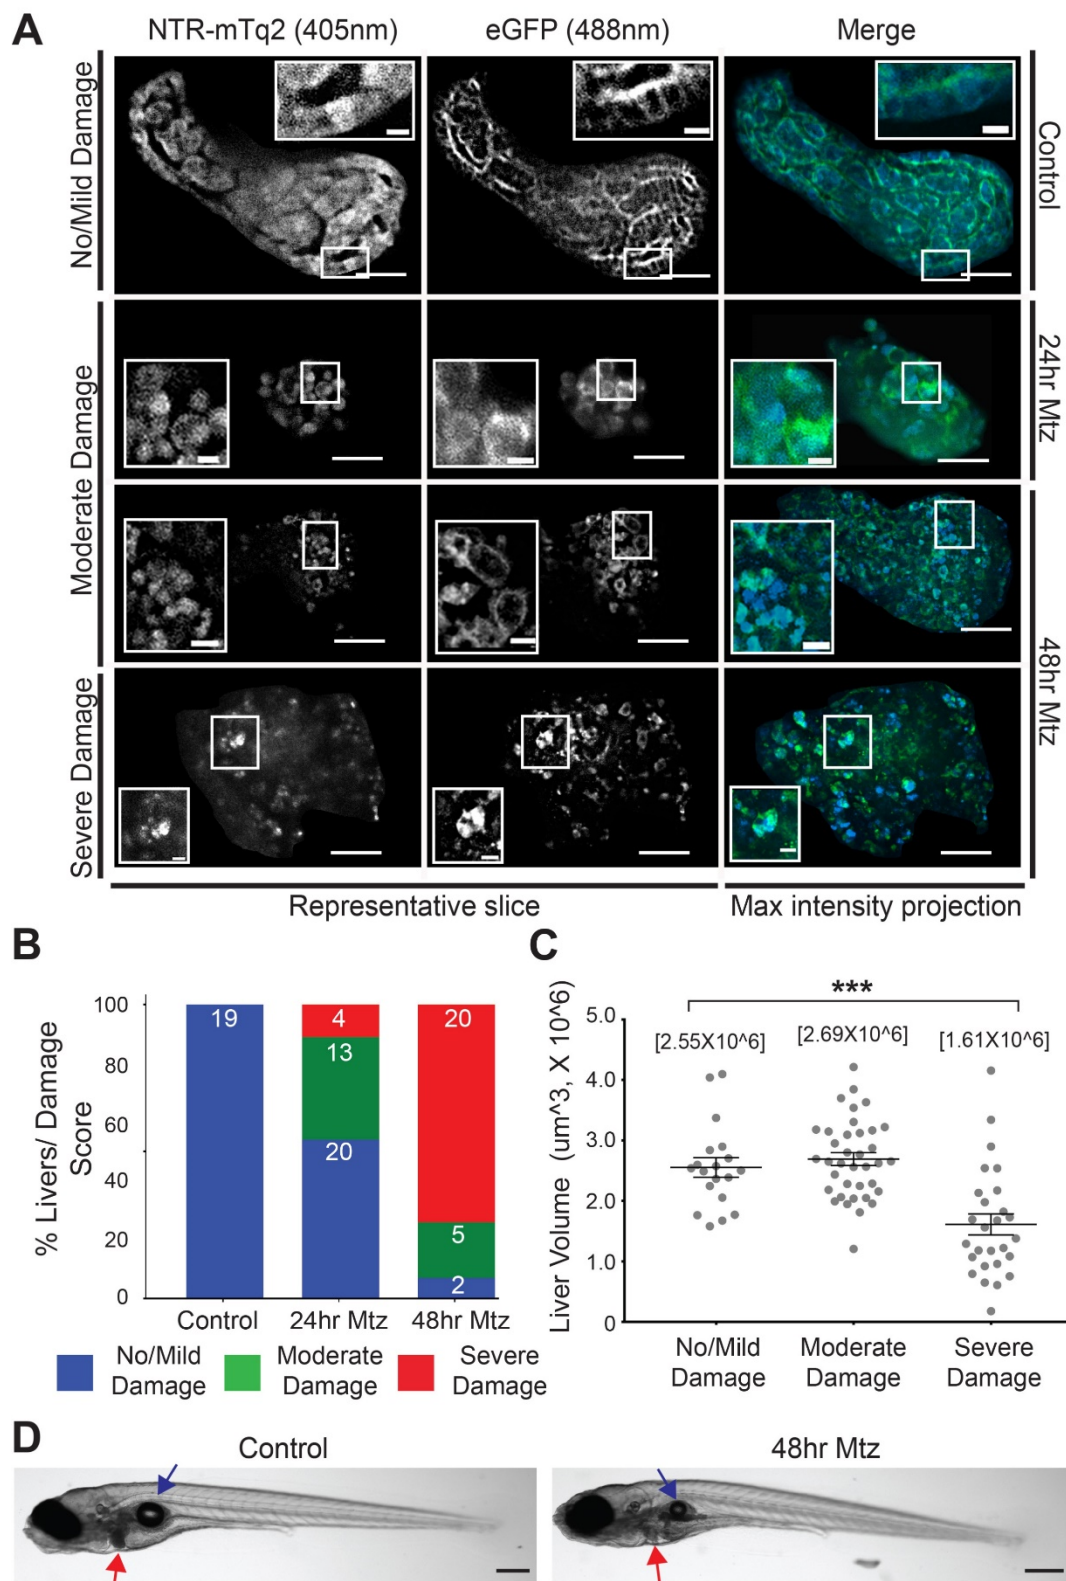 A
NTR-mTq2 (405nm)
eGFP (488nm)
Merge
No/Mild Damage
Control
Moderate Damage
24hr Mtz
48hr Mtz
Severe Damage
Representative slice
Max intensity projection
B
% Livers/ Damage
Score
100
80
60
40
20
0
19
4
13
20
20
5
2
Control
24hr Mtz
48hr Mtz
No/Mild
Damage
Moderate
Damage
Severe
Damage
C
Liver Volume (um^3, X 10^6)
***
5.0
4.0
3.0
2.0
1.0
0
[2.55X10^6]
[2.69X10^6]
[1.61X10^6]
No/Mild
Damage
Moderate
Damage
Severe
Damage
D
Control
48hr Mtz